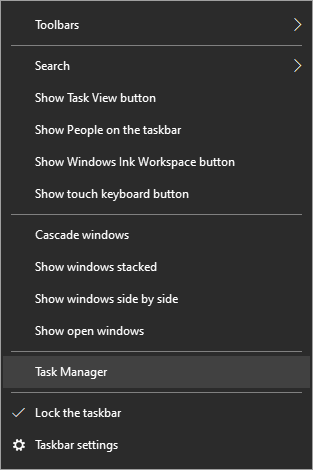 Toolbars
Search
Show Task View button
Show People on the taskbar
Show Windows Ink Workspace button
Show touch keyboard button
Cascade windows
Show windows stacked
Show windows side by side
Show open windows
Task Manager
Lock the taskbar
Taskbar settings